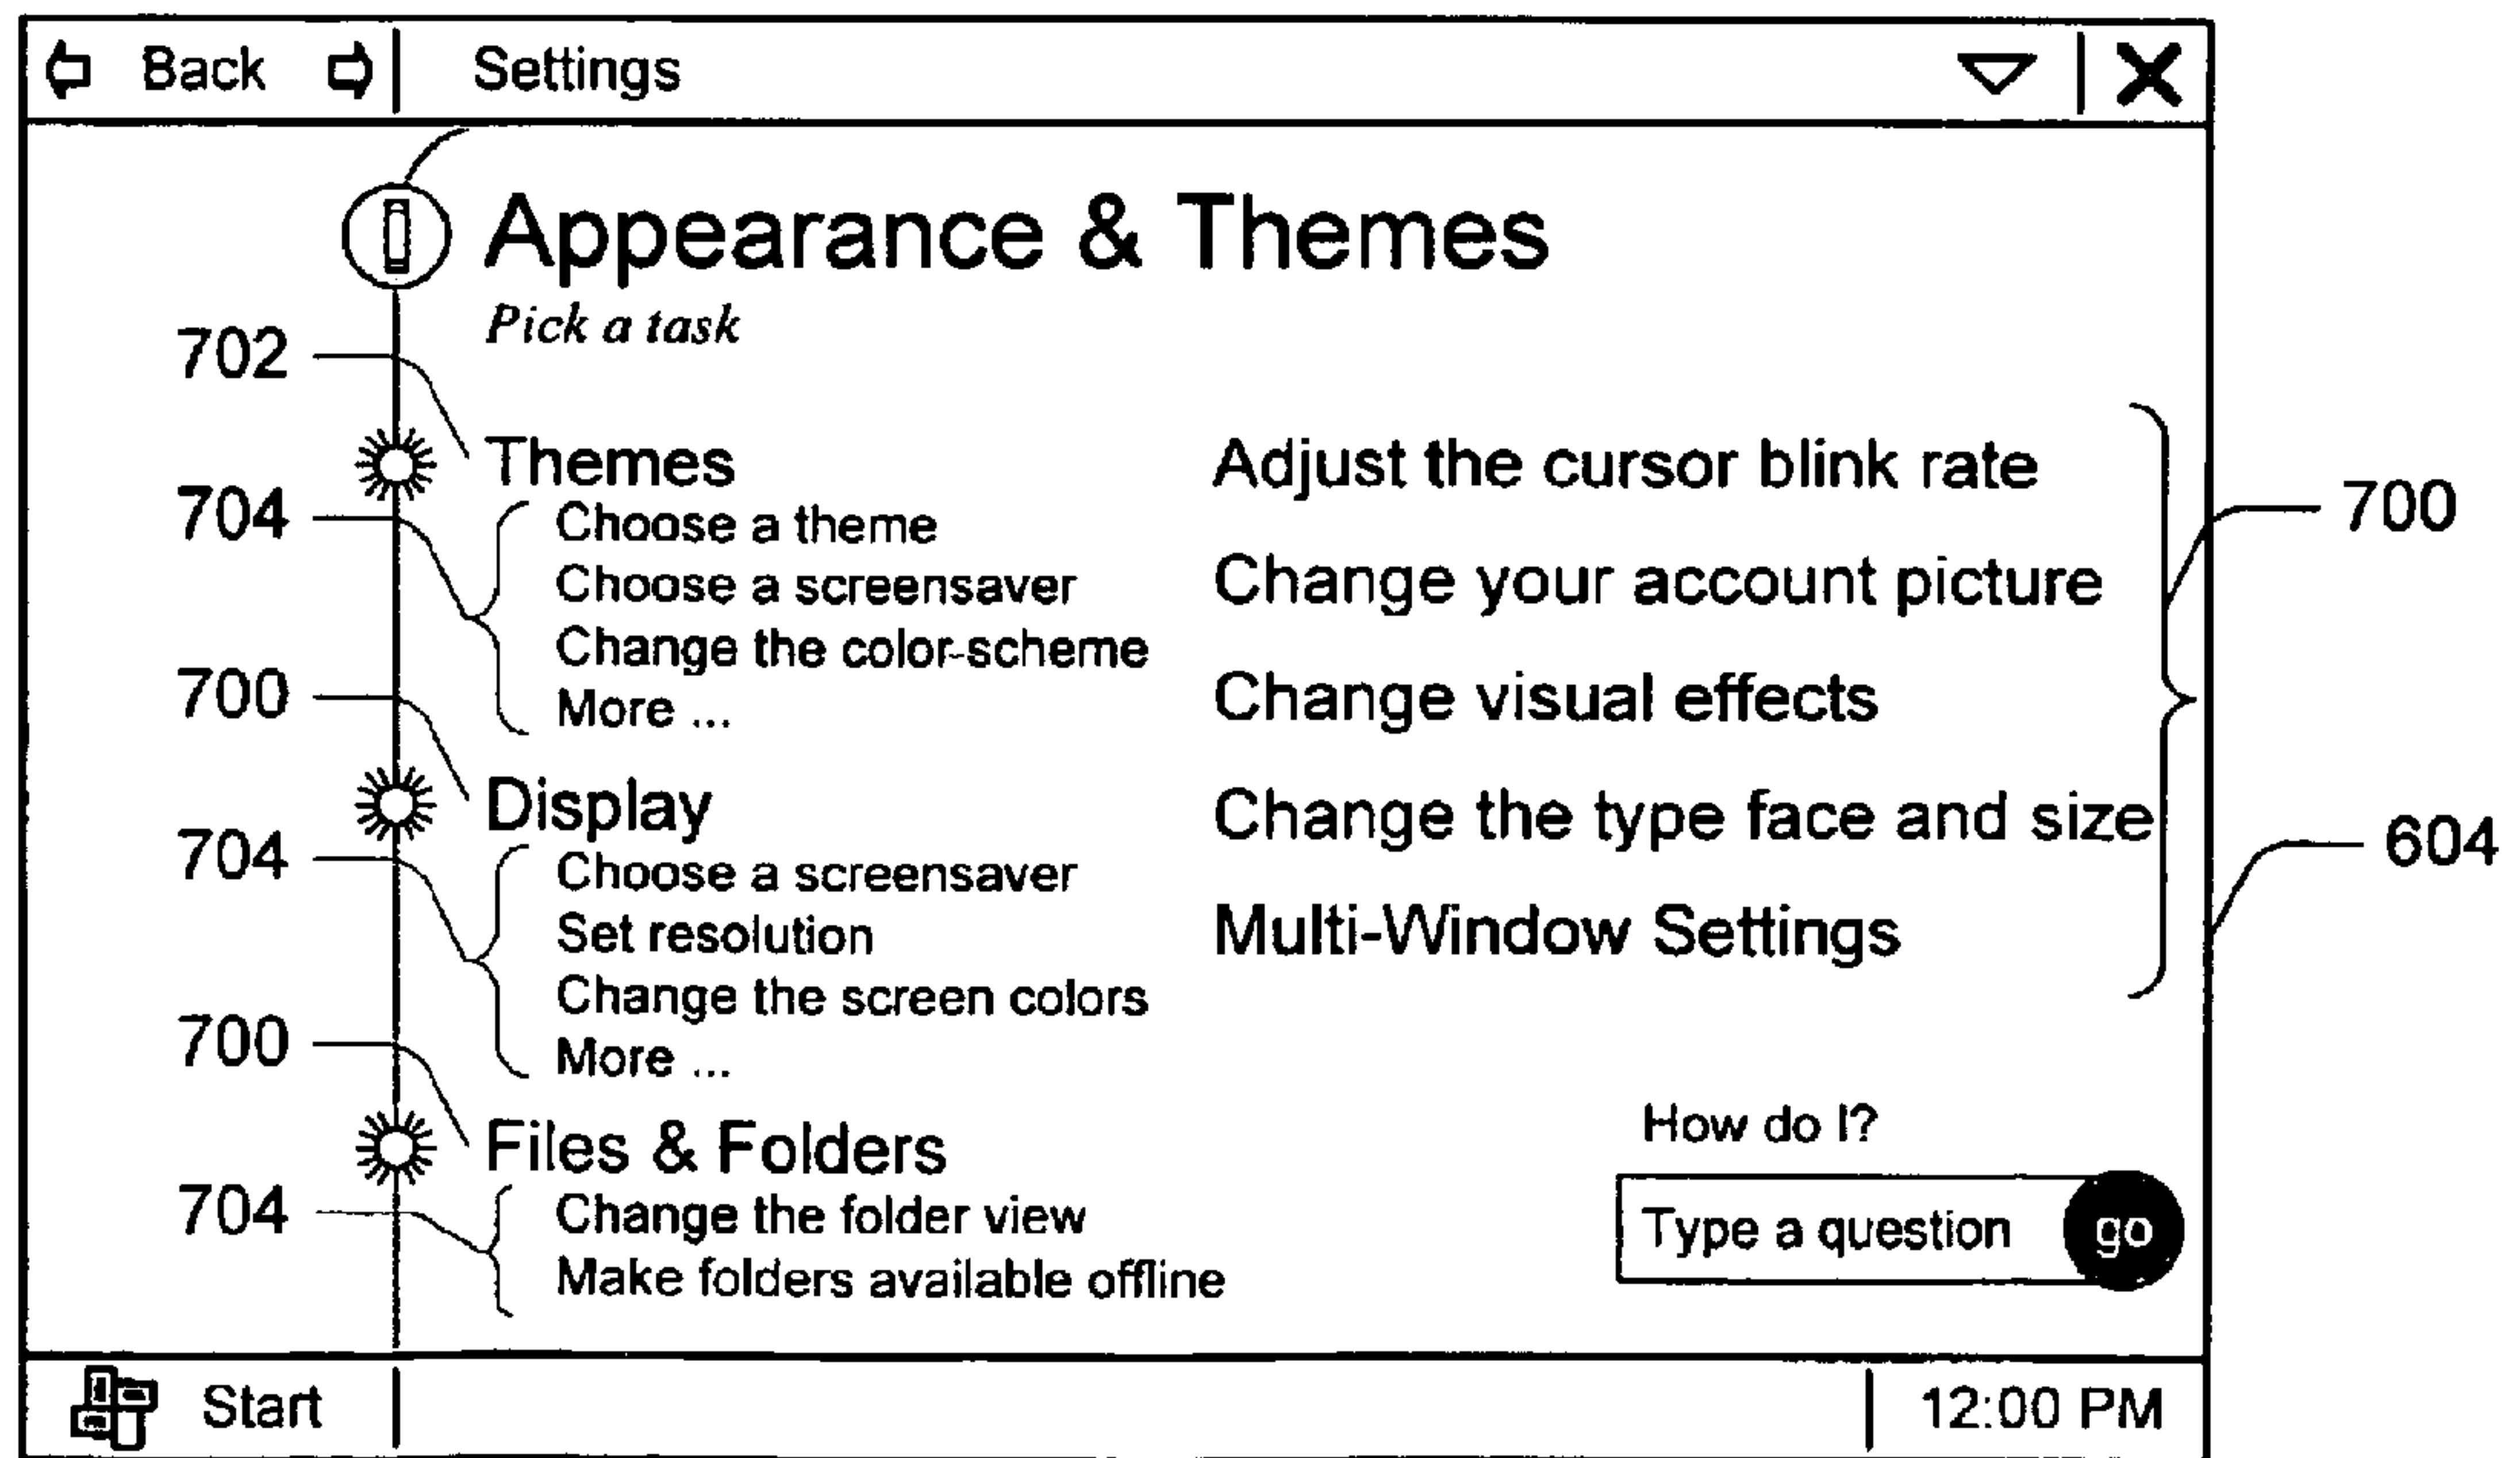 Back
Settings
Appearance & Themes
Pick a task
702
Themes
704
Choose a theme
Choose a screensaver
Change the color-scheme
More ...
700
Display
704
Choose a screensaver
Set resolution
Change the screen colors
More ...
700
Files & Folders
704
Change the folder view
Make folders available offline
Adjust the cursor blink rate
700
Change your account picture
Change visual effects
Change the type face and size
604
Multi-Window Settings
How do I?
Type a question
go
Start
12:00 PM